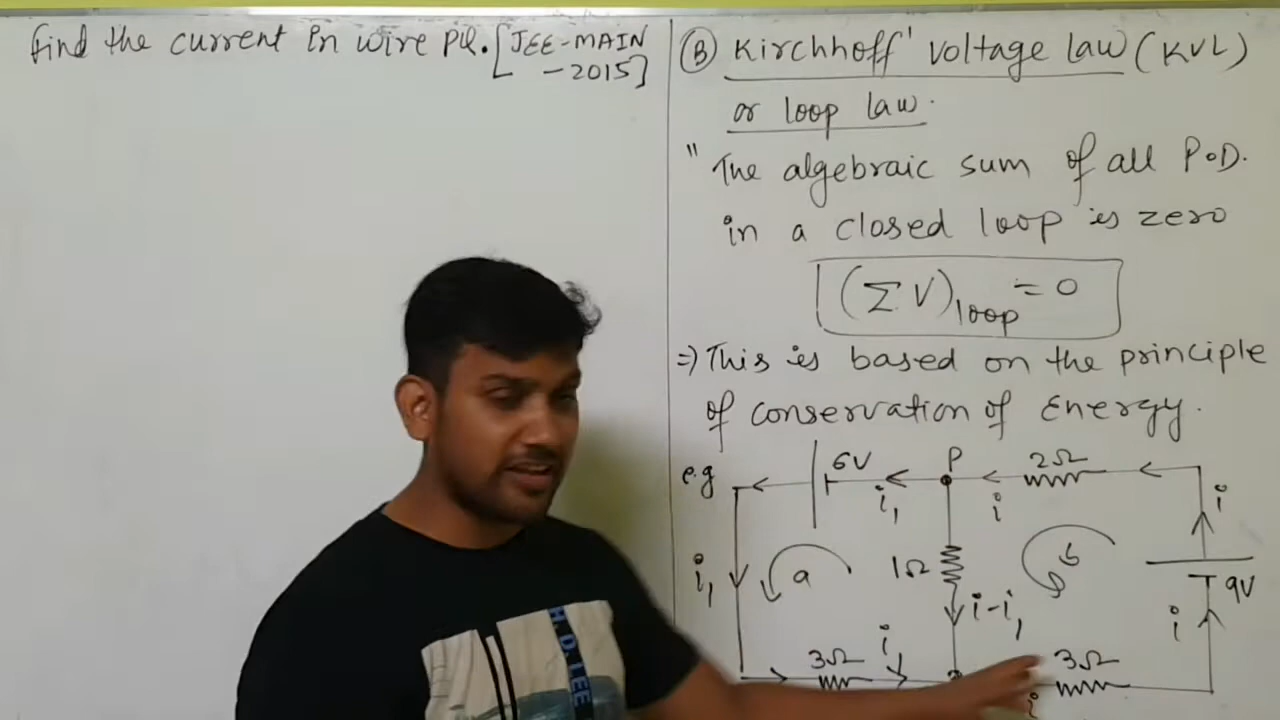 find the current in wire PQ. [JEE-MAIN
-2015]
(B) Kirchhoff' voltage law (KVL)
or loop law.
"The algebraic sum of all P.D.
in a closed loop is zero
(ΣV)loop = 0
=) This is based on the principle
of conservation of Energy.
e.g
6V
P
2Ω
i₁
i
i
i₁
a
1Ω
b
i-i₁
i
9V
3Ω
i₁
3Ω
i
H.D.LEE